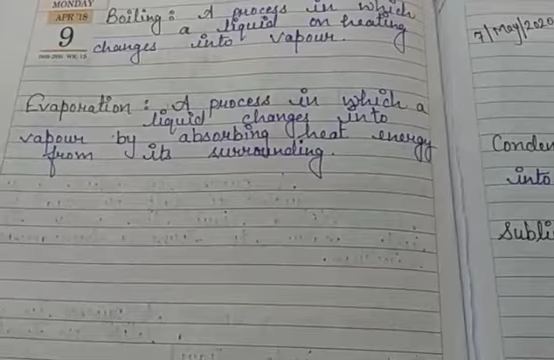 MONDAY
APR '18
9
Boiling : A process in which
a liquid on heating
changes into vapour.
Evaporation : A process in which a
liquid changes into
vapour by absorbing heat energy
from its surrounding.
7/May/2020
Conden
into
Subli